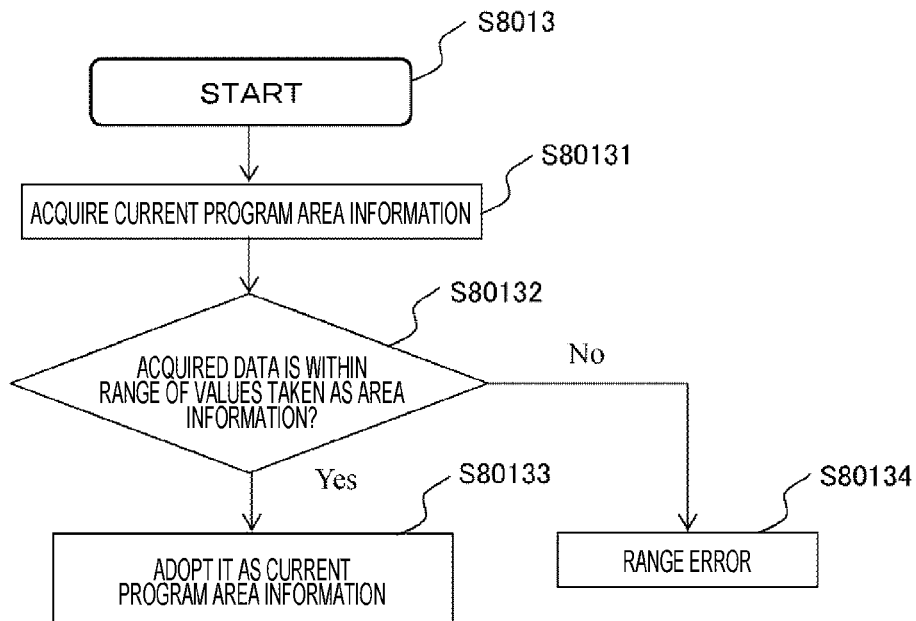 S8013
START
S80131
ACQUIRE CURRENT PROGRAM AREA INFORMATION
S80132
ACQUIRED DATA IS WITHIN
RANGE OF VALUES TAKEN AS AREA
INFORMATION?
No
Yes
S80133
S80134
ADOPT IT AS CURRENT
PROGRAM AREA INFORMATION
RANGE ERROR